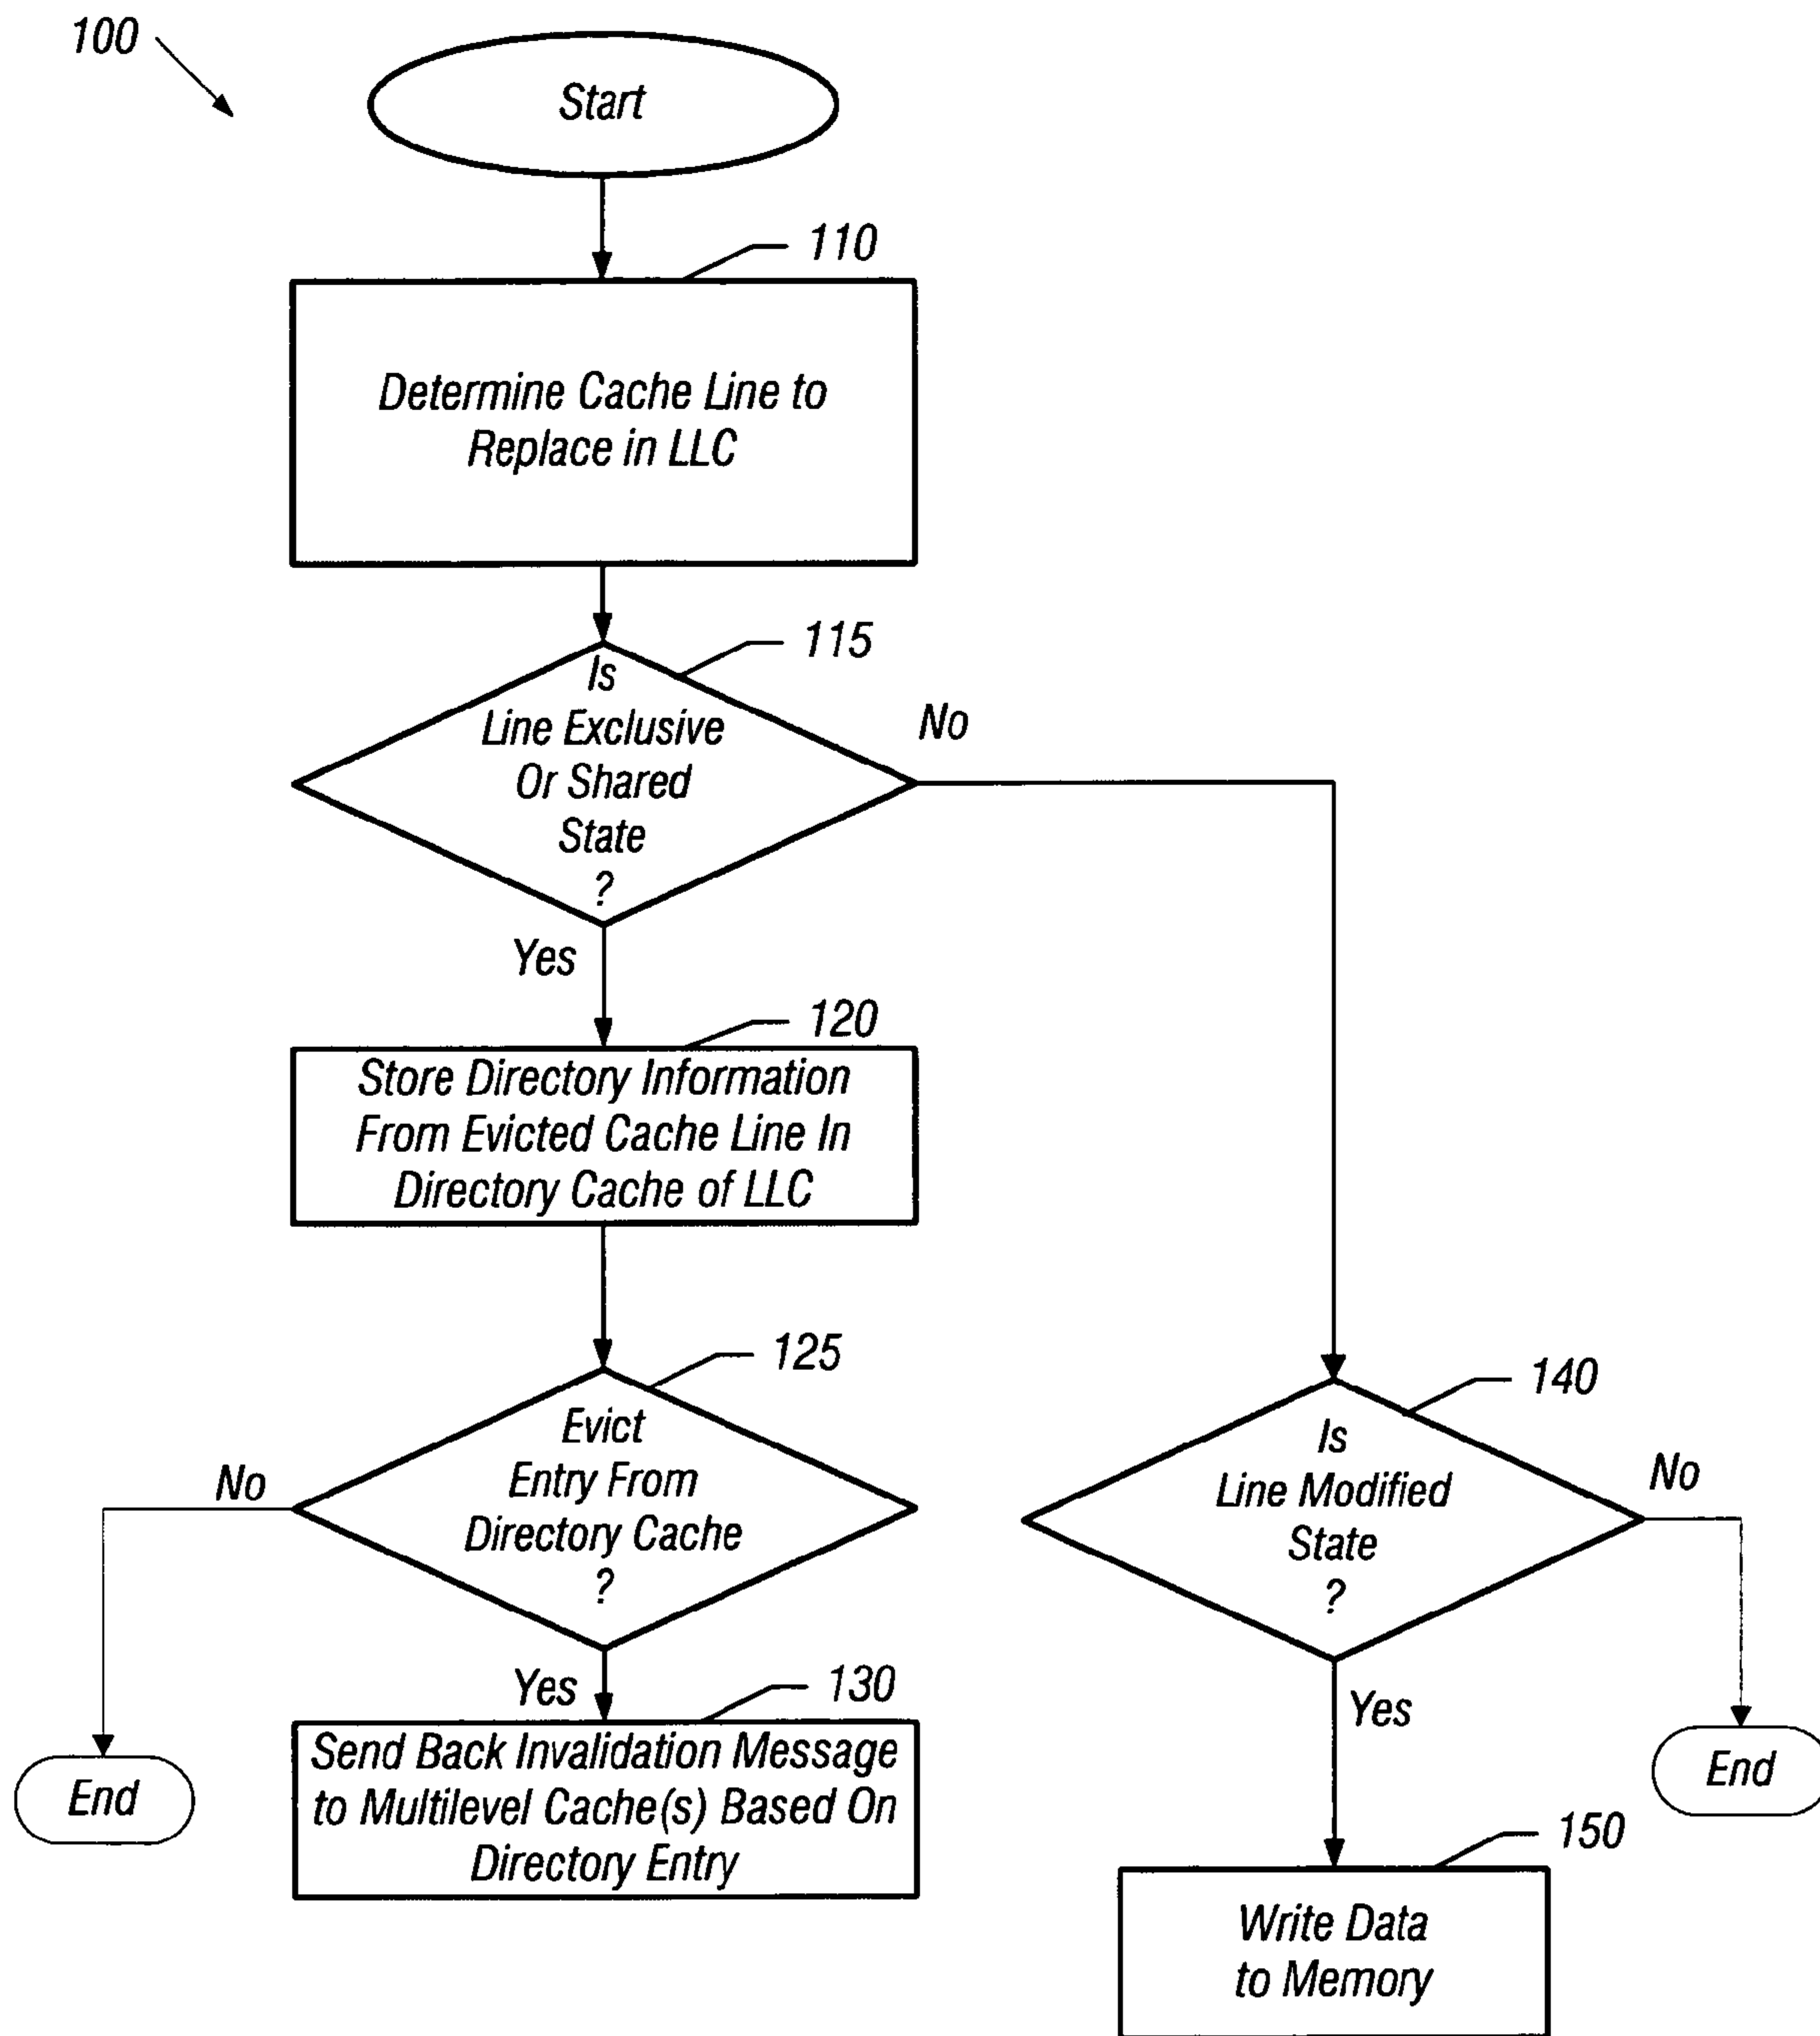 100
Start
110
Determine Cache Line to
Replace in LLC
115
Is
Line Exclusive
Or Shared
State
?
No
Yes
120
Store Directory Information
From Evicted Cache Line In
Directory Cache of LLC
125
Evict
Entry From
Directory Cache
?
No
End
Yes
130
Send Back Invalidation Message
to Multilevel Cache(s) Based On
Directory Entry
140
Is
Line Modified
State
?
No
End
Yes
150
Write Data
to Memory